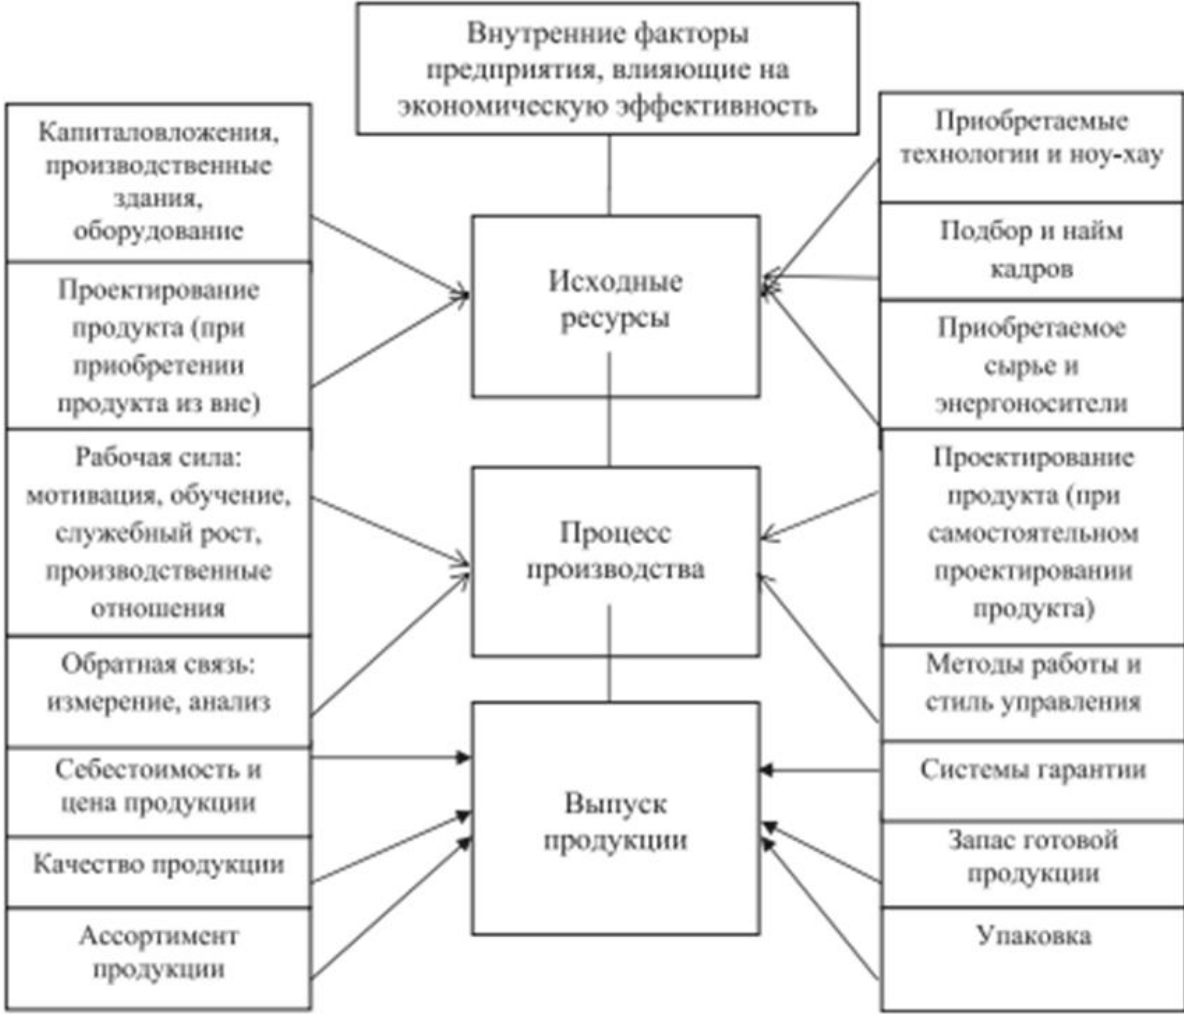 Внутренние факторы
предприятия, влияющие на
экономическую эффективность
Капиталовложения,
производственные
здания,
оборудование
Проектирование
продукта (при
приобретении
продукта из вне)
Рабочая сила:
мотивация, обучение,
служебный рост,
производственные
отношения
Обратная связь:
измерение, анализ
Себестоимость и
цена продукции
Качество продукции
Ассортимент
продукции
Исходные
ресурсы
Процесс
производства
Выпуск
продукции
Приобретаемые
технологии и ноу-хау
Подбор и найм
кадров
Приобретаемое
сырье и
энергоносители
Проектирование
продукта (при
самостоятельном
проектировании
продукта)
Методы работы и
стиль управления
Системы гарантии
Запас готовой
продукции
Упаковка